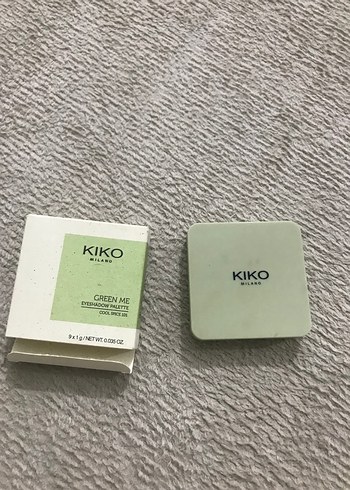 KIKO
MILANO
GREEN ME
EYESHADOW PALETTE
9 x 1 g / NET WT. 0.035 OZ.
KIKO
MILANO